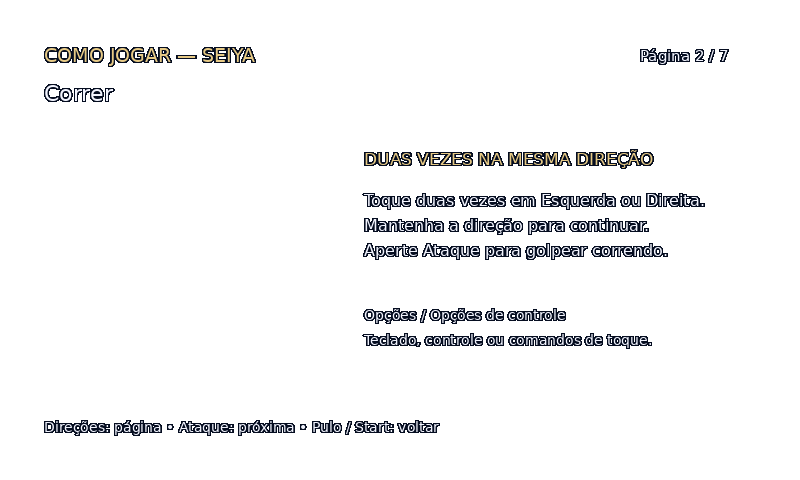 COMO JOGAR — SEIYA
Página 2 / 7
Correr
DUAS VEZES NA MESMA DIREÇÃO
Toque duas vezes em Esquerda ou Direita.
Mantenha a direção para continuar.
Aperte Ataque para golpear correndo.
Opções / Opções de controle
Teclado, controle ou comandos de toque.
Direções: página • Ataque: próxima • Pulo / Start: voltar